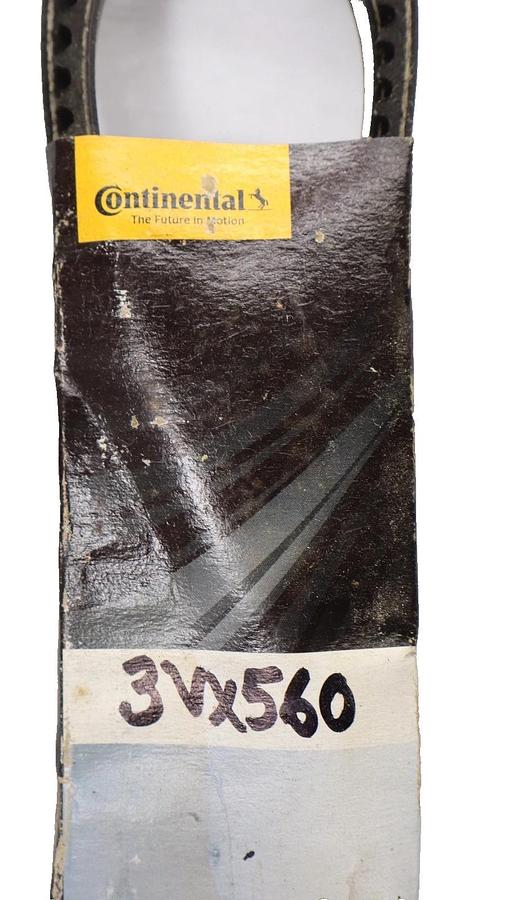 Continental
The Future in Motion
3VX560